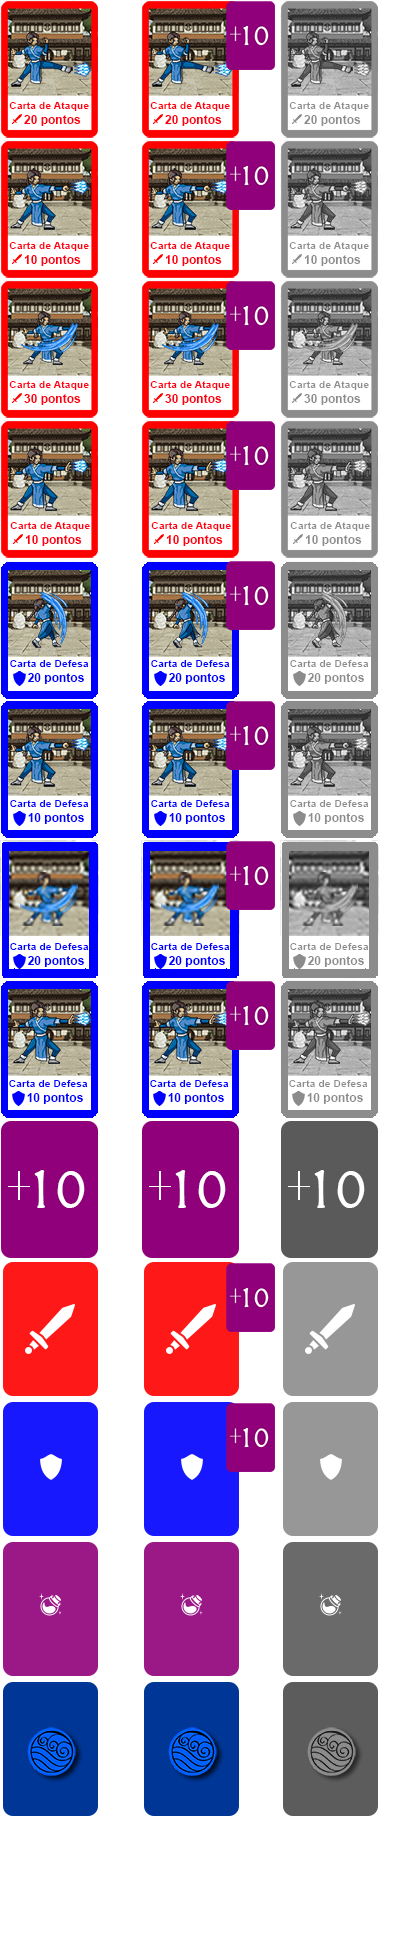 +10
Carta de Ataque Carta de Ataque Carta de Ataque
20 pontos 20 pontos 20 pontos
+10
Carta de Ataque Carta de Ataque Carta de Ataque
10 pontos 10 pontos 10 pontos
+10
Carta de Ataque Carta de Ataque Carta de Ataque
30 pontos 30 pontos 30 pontos
+10
Carta de Ataque Carta de Ataque Carta de Ataque
10 pontos 10 pontos 10 pontos
+10
Carta de Defesa Carta de Defesa Carta de Defesa
20 pontos 20 pontos 20 pontos
+10
Carta de Defesa Carta de Defesa Carta de Defesa
10 pontos 10 pontos 10 pontos
+10
Carta de Defesa Carta de Defesa Carta de Defesa
20 pontos 20 pontos 20 pontos
+10
Carta de Defesa Carta de Defesa Carta de Defesa
10 pontos 10 pontos 10 pontos
+10 +10 +10
+10
+10